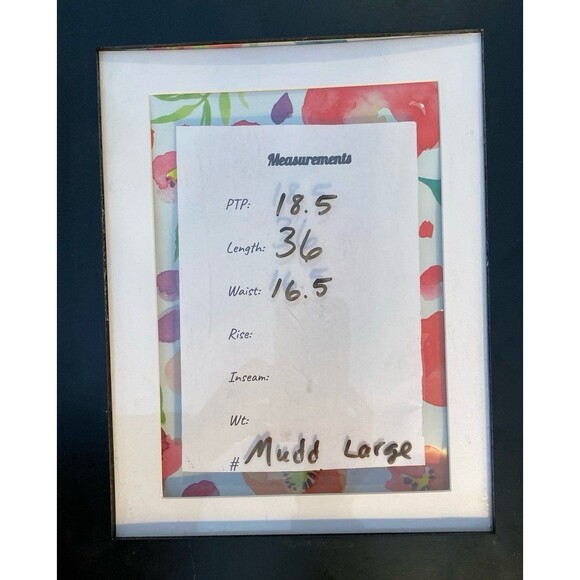 Measurements
PTP: 18.5
Length: 36
Waist: 16.5
Rise:
Inseam:
Wt:
# Mudd Large